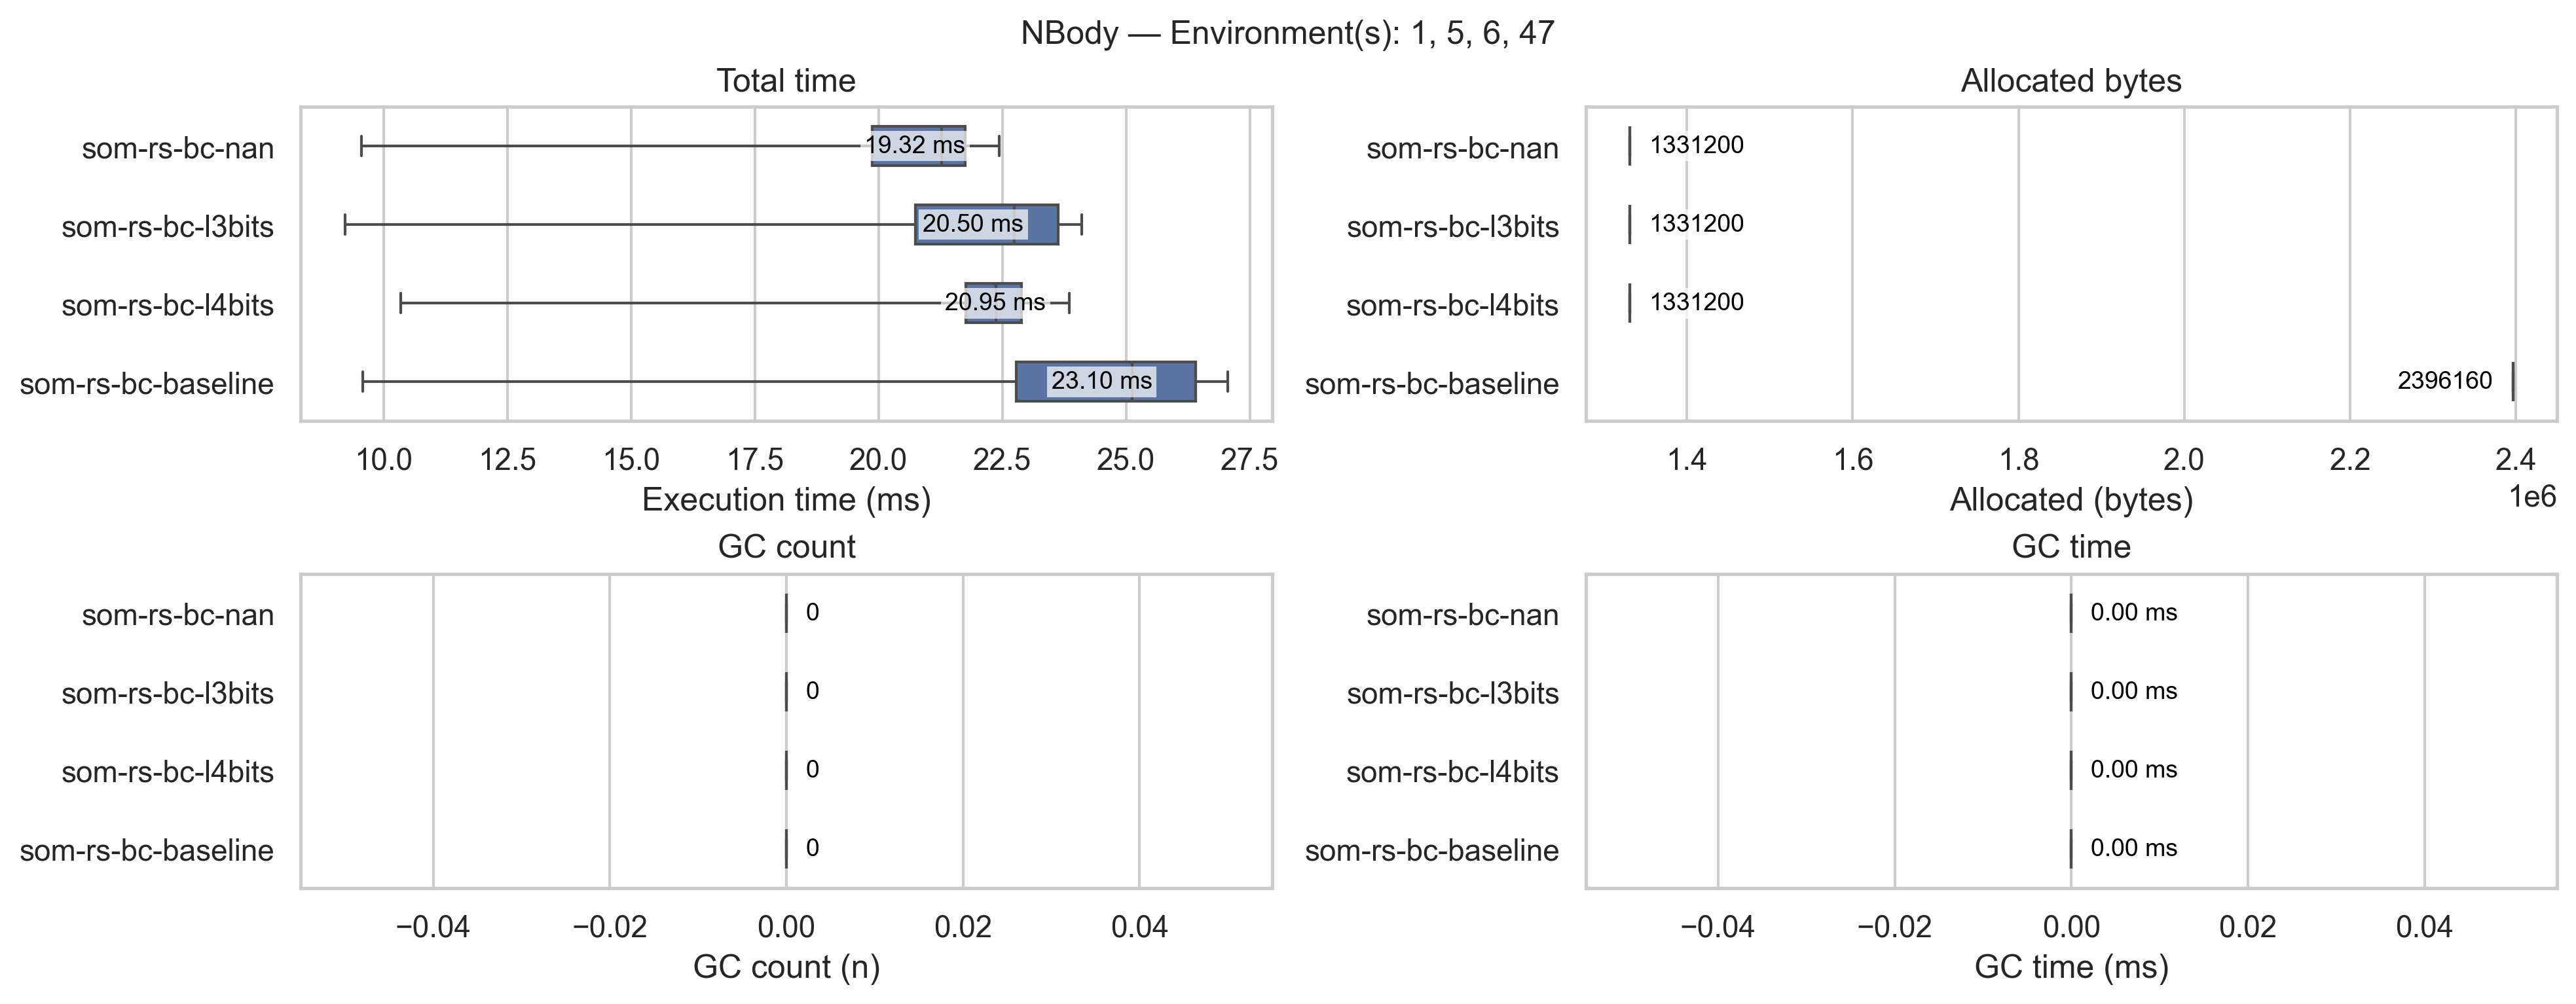 NBody — Environment(s): 1, 5, 6, 47
Total time
som-rs-bc-nan
19.32 ms
som-rs-bc-l3bits
20.50 ms
som-rs-bc-l4bits
20.95 ms
som-rs-bc-baseline
23.10 ms
10.0 12.5 15.0 17.5 20.0 22.5 25.0 27.5
Execution time (ms)
Allocated bytes
som-rs-bc-nan
1331200
som-rs-bc-l3bits
1331200
som-rs-bc-l4bits
1331200
som-rs-bc-baseline
2396160
1.4 1.6 1.8 2.0 2.2 2.4
1e6
Allocated (bytes)
GC count
som-rs-bc-nan
0
som-rs-bc-l3bits
0
som-rs-bc-l4bits
0
som-rs-bc-baseline
0
−0.04 −0.02 0.00 0.02 0.04
GC count (n)
GC time
som-rs-bc-nan
0.00 ms
som-rs-bc-l3bits
0.00 ms
som-rs-bc-l4bits
0.00 ms
som-rs-bc-baseline
0.00 ms
−0.04 −0.02 0.00 0.02 0.04
GC time (ms)